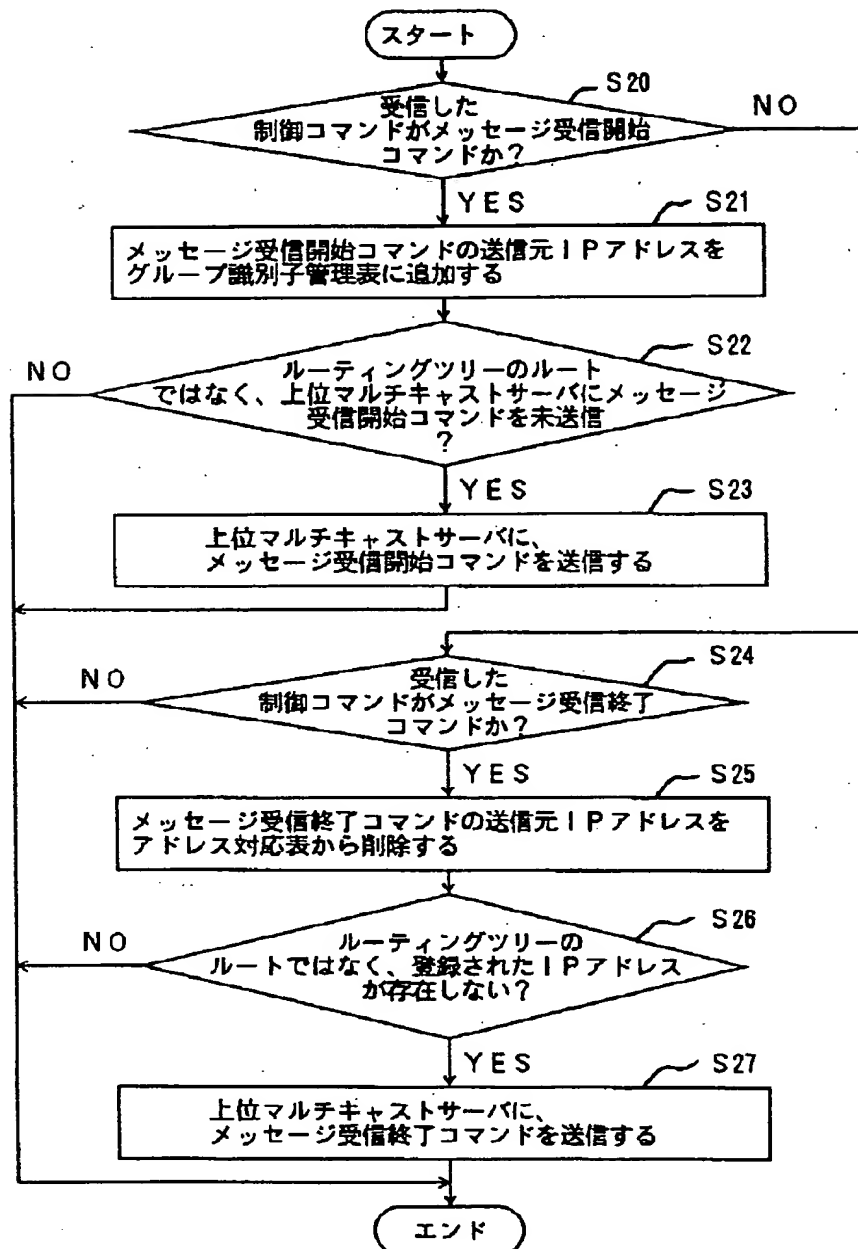 スタート
S20
受信した
制御コマンドがメッセージ受信開始
コマンドか?
NO
YES
S21
メッセージ受信開始コマンドの送信元IPアドレスを
グループ識別子管理表に追加する
S22
NO
ルーティングツリーのルート
ではなく、上位マルチキャストサーバにメッセージ
受信開始コマンドを未送信
?
YES
S23
上位マルチキャストサーバに、
メッセージ受信開始コマンドを送信する
S24
NO
受信した
制御コマンドがメッセージ受信終了
コマンドか?
YES
S25
メッセージ受信終了コマンドの送信元IPアドレスを
アドレス対応表から削除する
S26
NO
ルーティングツリーの
ルートではなく、登録されたIPアドレス
が存在しない?
YES
S27
上位マルチキャストサーバに、
メッセージ受信終了コマンドを送信する
エンド